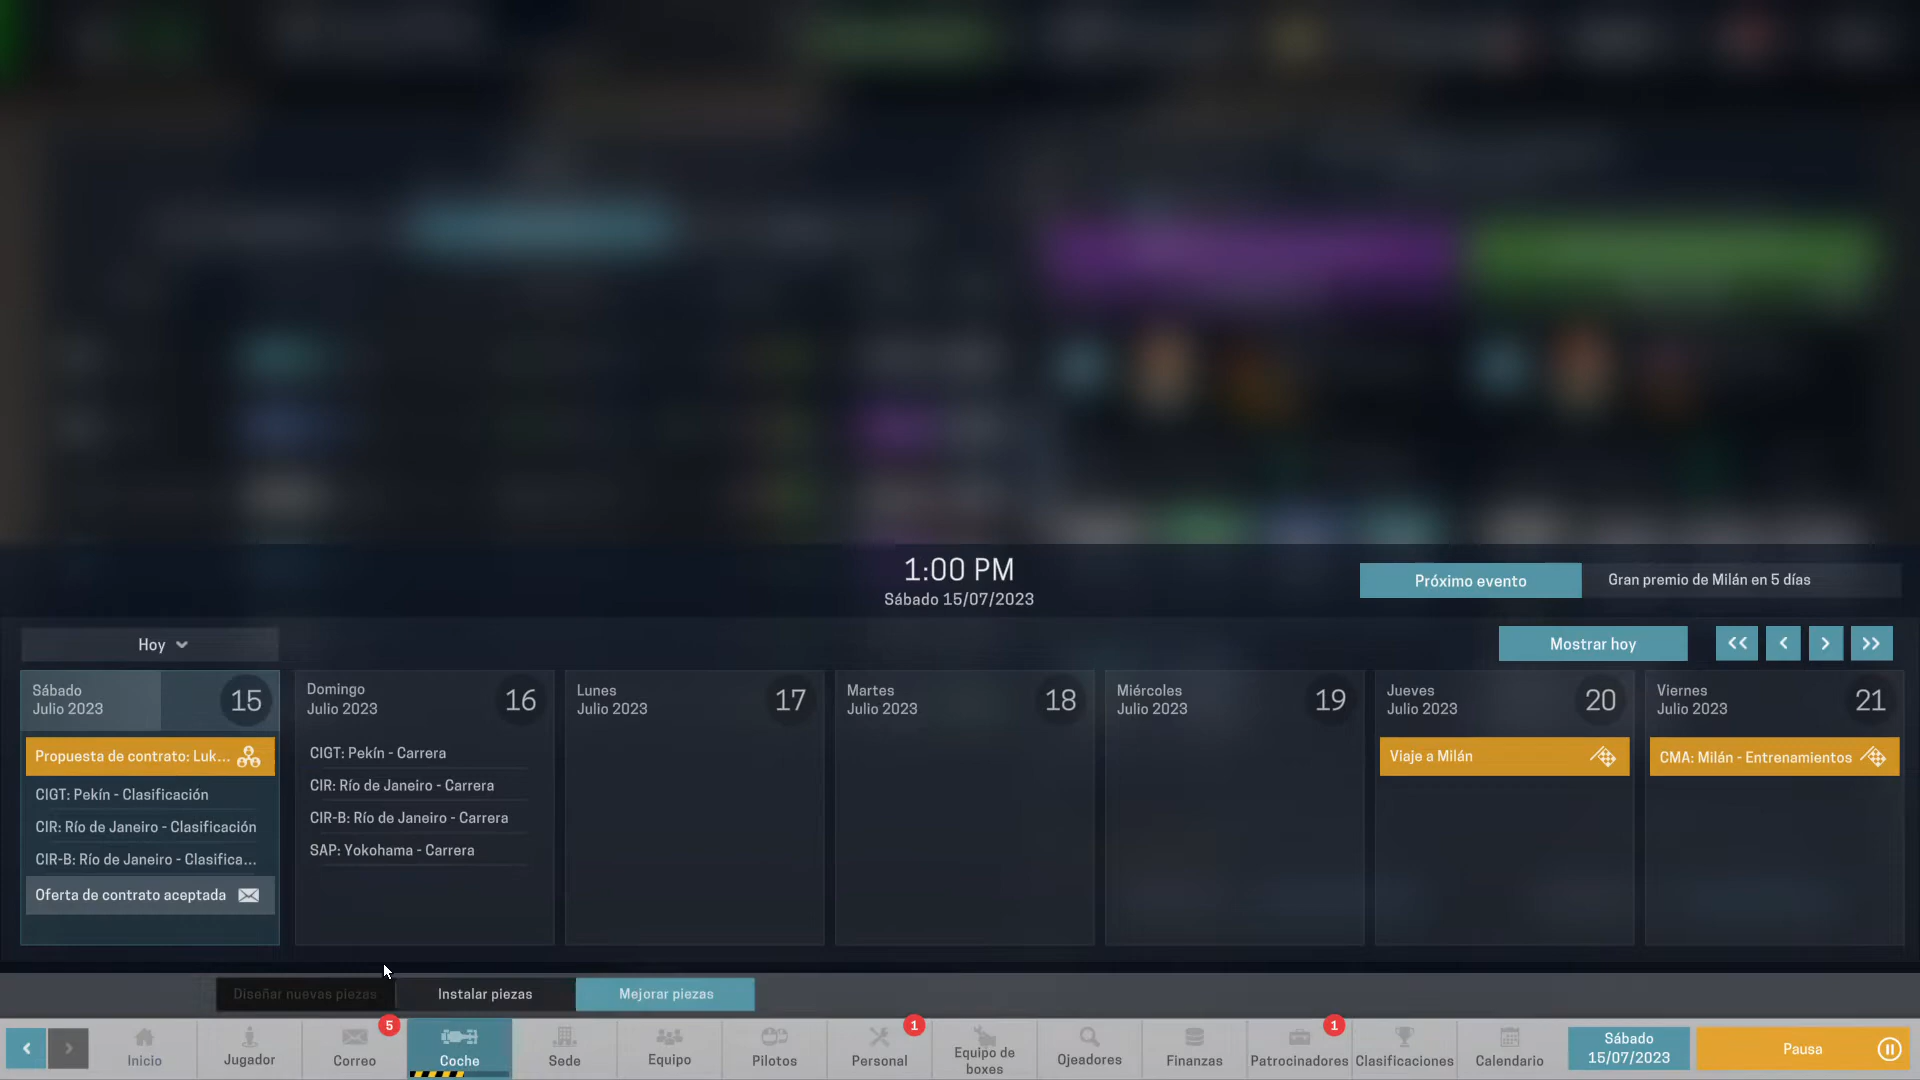 1:00 PM
Sábado 15/07/2023
Próximo evento
Gran premio de Milán en 5 días
Hoy
Mostrar hoy
Sábado
Julio 2023
15
Propuesta de contrato: Luk...
CIGT: Pekín - Clasificación
CIR: Río de Janeiro - Clasificación
CIR-B: Río de Janeiro - Clasifica...
Oferta de contrato aceptada
Domingo
Julio 2023
16
CIGT: Pekín - Carrera
CIR: Río de Janeiro - Carrera
CIR-B: Río de Janeiro - Carrera
SAP: Yokohama - Carrera
Lunes
Julio 2023
17
Martes
Julio 2023
18
Miércoles
Julio 2023
19
Jueves
Julio 2023
20
Viaje a Milán
Viernes
Julio 2023
21
CMA: Milán - Entrenamientos
Diseñar nuevas piezas
Instalar piezas
Mejorar piezas
Inicio
Jugador
5
Correo
Coche
Sede
Equipo
Pilotos
1
Personal
Equipo de
boxes
Ojeadores
Finanzas
1
Patrocinadores
Clasificaciones
Calendario
Sábado
15/07/2023
Pausa